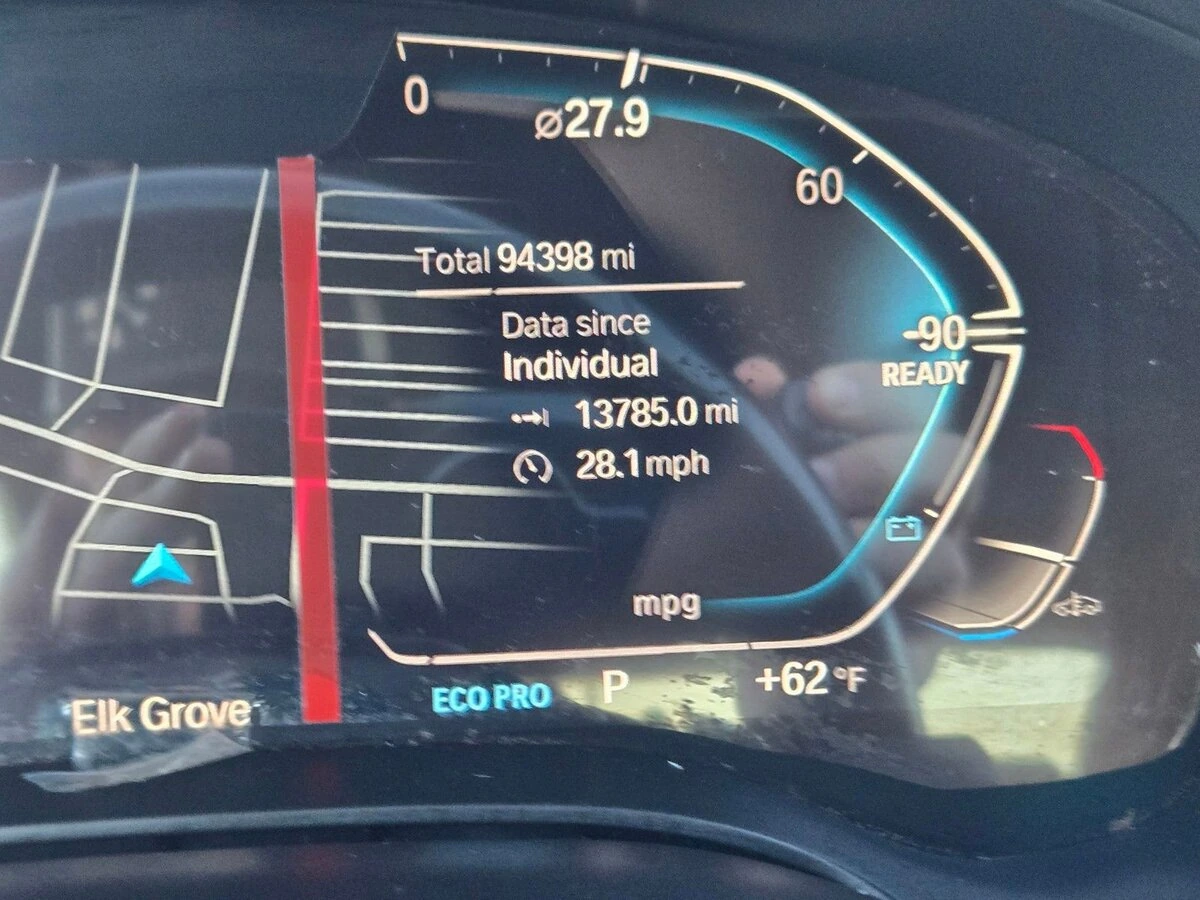 0
⌀27.9
60
Total 94398 mi
Data since
Individual
-90
READY
13785.0 mi
28.1 mph
mpg
ECO PRO P +62 °F
Elk Grove